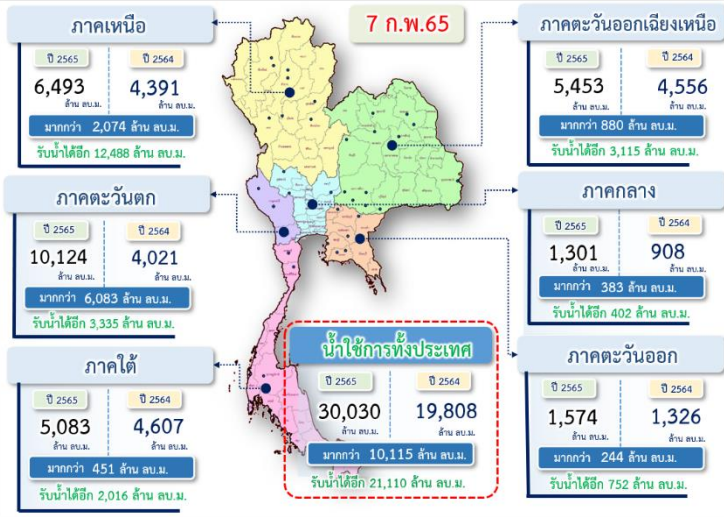 7 ก.พ.65
ภาคเหนือ
ปี 2565 ปี 2564
6,493 4,391
ล้าน ลบ.ม. ล้าน ลบ.ม.
มากกว่า 2,074 ล้าน ลบ.ม.
รับน้ำได้อีก 12,488 ล้าน ลบ.ม.
ภาคตะวันออกเฉียงเหนือ
ปี 2565 ปี 2564
5,453 4,556
ล้าน ลบ.ม. ล้าน ลบ.ม.
มากกว่า 880 ล้าน ลบ.ม.
รับน้ำได้อีก 3,115 ล้าน ลบ.ม.
ภาคตะวันตก
ปี 2565 ปี 2564
10,124 4,021
ล้าน ลบ.ม. ล้าน ลบ.ม.
มากกว่า 6,083 ล้าน ลบ.ม.
รับน้ำได้อีก 3,335 ล้าน ลบ.ม.
ภาคกลาง
ปี 2565 ปี 2564
1,301 908
ล้าน ลบ.ม. ล้าน ลบ.ม.
มากกว่า 383 ล้าน ลบ.ม.
รับน้ำได้อีก 402 ล้าน ลบ.ม.
ภาคใต้
ปี 2565 ปี 2564
5,083 4,607
ล้าน ลบ.ม. ล้าน ลบ.ม.
มากกว่า 451 ล้าน ลบ.ม.
รับน้ำได้อีก 2,016 ล้าน ลบ.ม.
น้ำใช้การทั้งประเทศ
ปี 2565 ปี 2564
30,030 19,808
ล้าน ลบ.ม. ล้าน ลบ.ม.
มากกว่า 10,115 ล้าน ลบ.ม.
รับน้ำได้อีก 21,110 ล้าน ลบ.ม.
ภาคตะวันออก
ปี 2565 ปี 2564
1,574 1,326
ล้าน ลบ.ม. ล้าน ลบ.ม.
มากกว่า 244 ล้าน ลบ.ม.
รับน้ำได้อีก 752 ล้าน ลบ.ม.